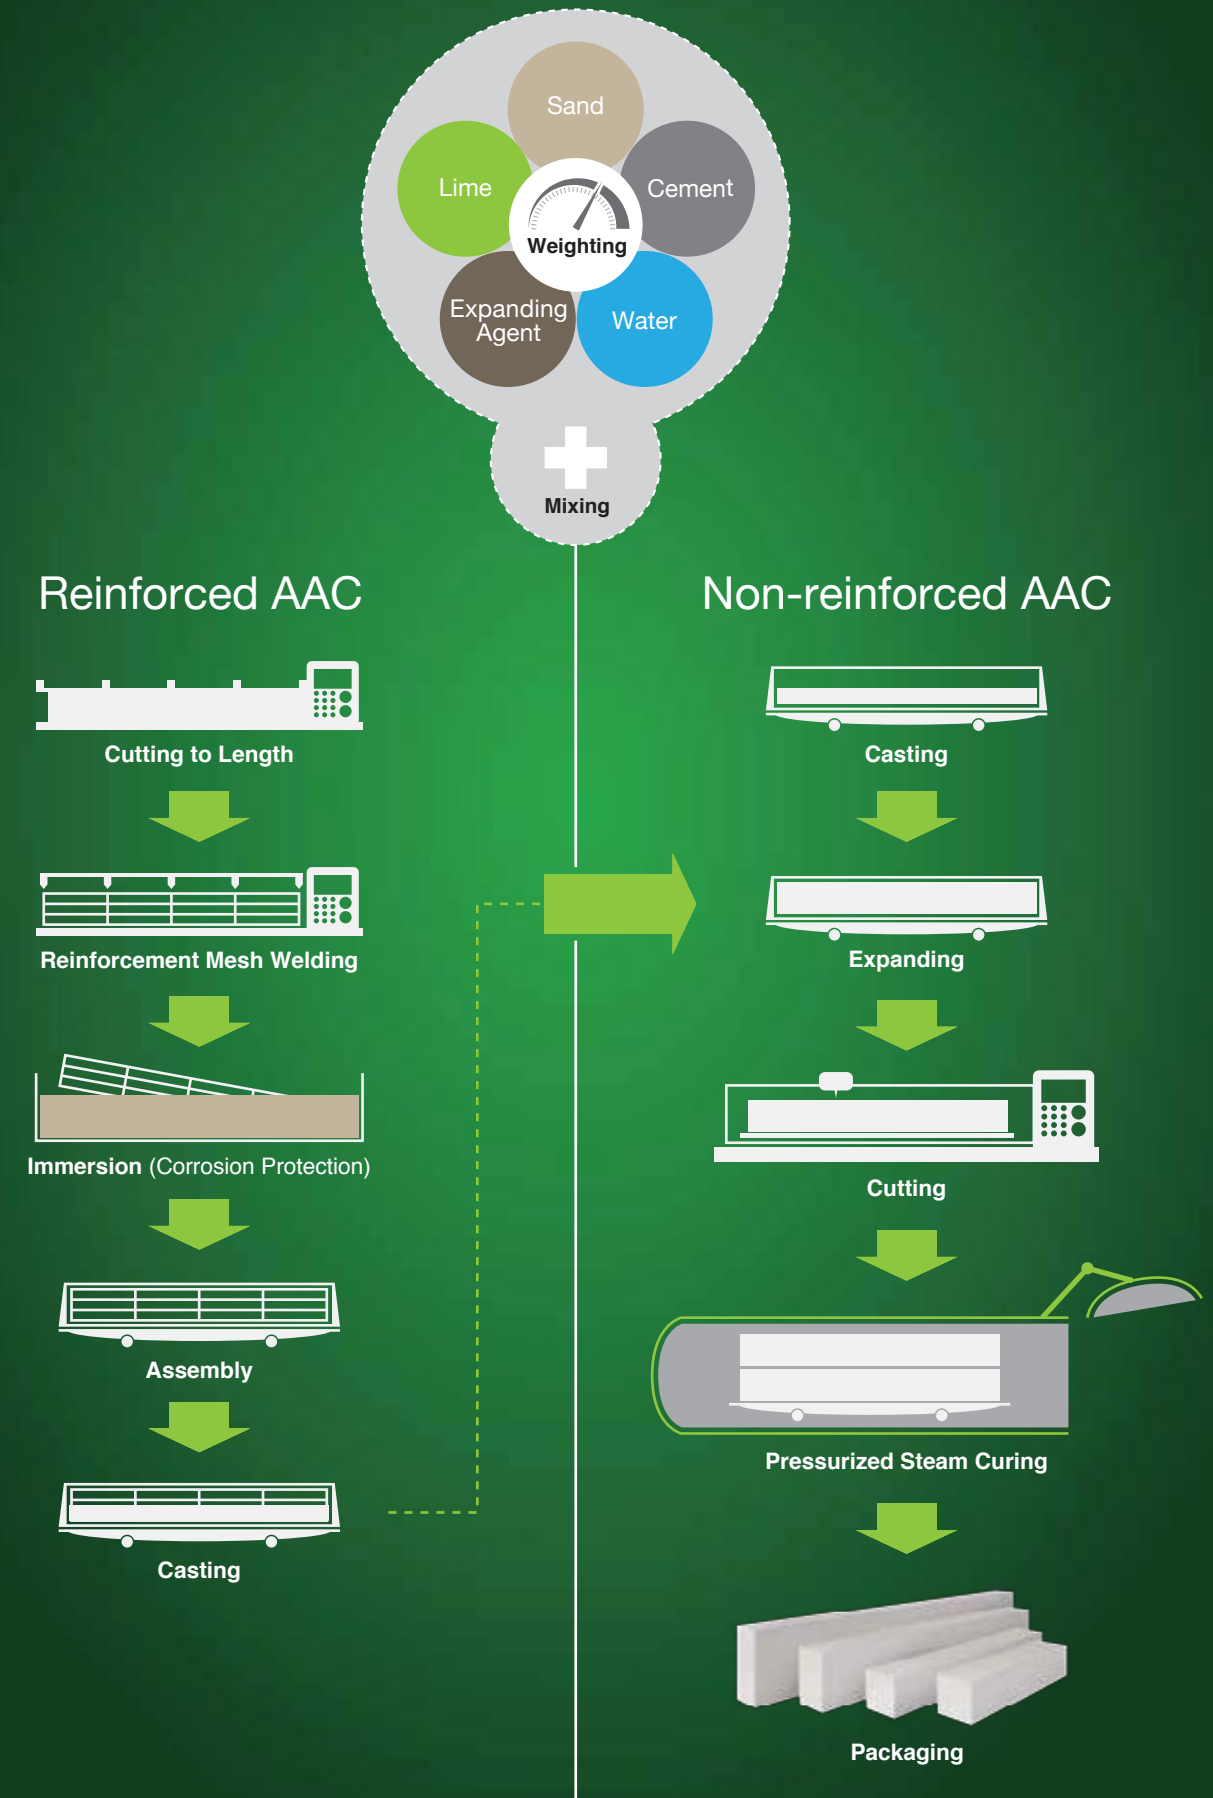 Sand
Lime
Cement
Weighting
Expanding
Agent
Water
Mixing
Reinforced AAC
Cutting to Length
Reinforcement Mesh Welding
Immersion (Corrosion Protection)
Assembly
Casting
Non-reinforced AAC
Casting
Expanding
Cutting
Pressurized Steam Curing
Packaging